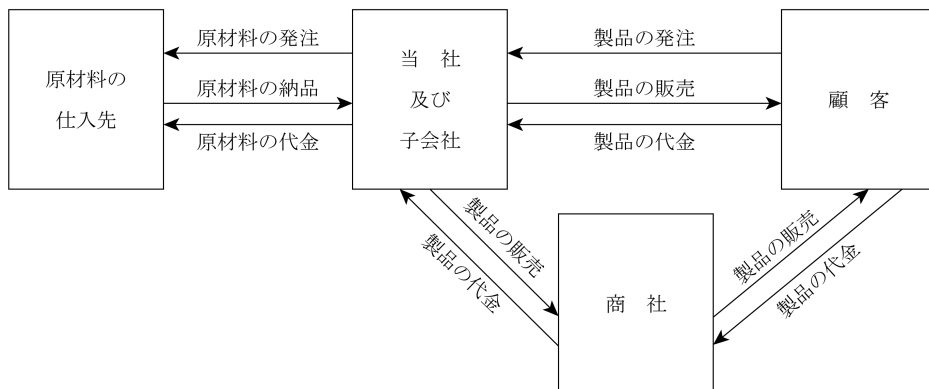 原材料の
仕入先
原材料の発注
原材料の納品
原材料の代金
当 社
及び
子会社
製品の発注
製品の販売
製品の代金
顧 客
製品の販売
製品の代金
商 社
製品の販売
製品の代金